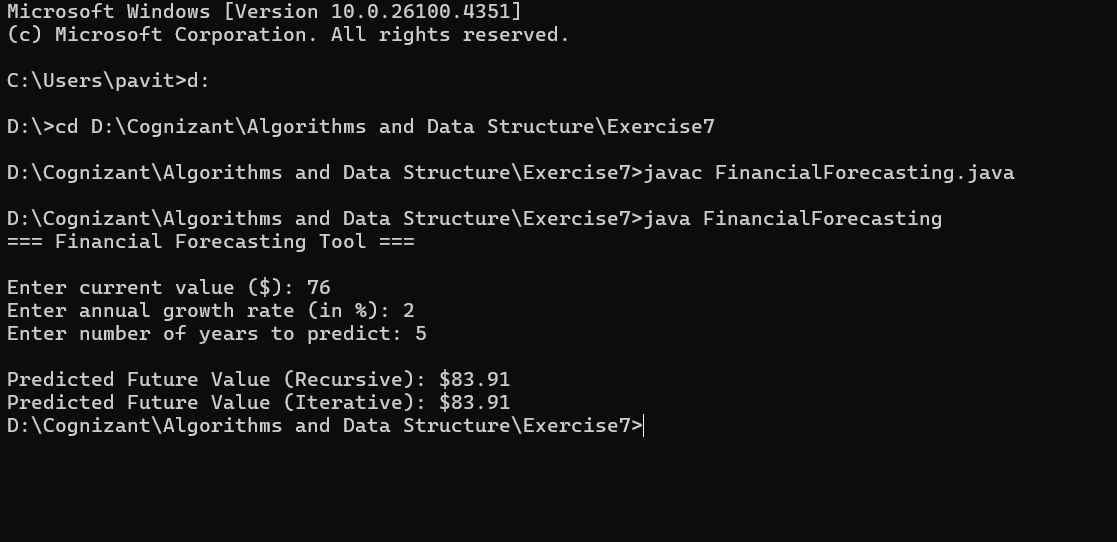 Microsoft Windows [Version 10.0.26100.4351]
(c) Microsoft Corporation. All rights reserved.
C:\Users\pavit>d:
D:\>cd D:\Cognizant\Algorithms and Data Structure\Exercise7
D:\Cognizant\Algorithms and Data Structure\Exercise7>javac FinancialForecasting.java
D:\Cognizant\Algorithms and Data Structure\Exercise7>java FinancialForecasting
=== Financial Forecasting Tool ===
Enter current value ($): 76
Enter annual growth rate (in %): 2
Enter number of years to predict: 5
Predicted Future Value (Recursive): $83.91
Predicted Future Value (Iterative): $83.91
D:\Cognizant\Algorithms and Data Structure\Exercise7>